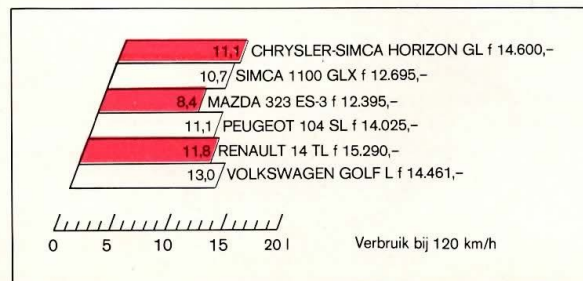 11,1 CHRYSLER-SIMCA HORIZON GL f 14.600,–
10,7 SIMCA 1100 GLX f 12.695,–
8,4 MAZDA 323 ES-3 f 12.395,–
11,1 PEUGEOT 104 SL f 14.025,–
11,8 RENAULT 14 TL f 15.290,–
13,0 VOLKSWAGEN GOLF L f 14.461,–
0 5 10 15 20 l Verbruik bij 120 km/h